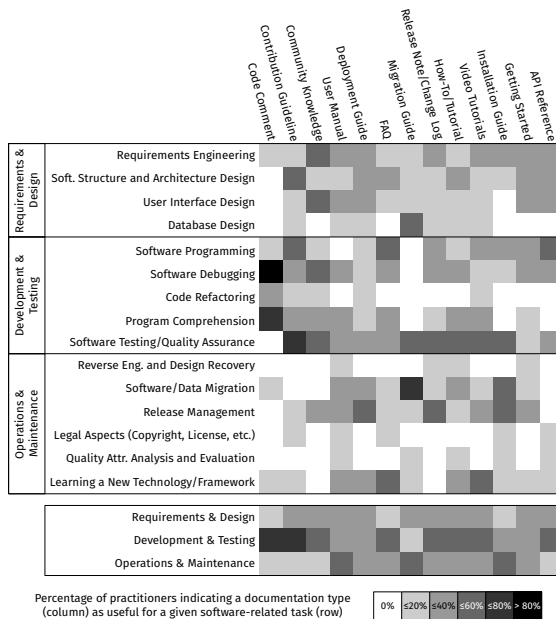 Code Comment
Contribution Guideline
Community Knowledge
User Manual
Deployment Guide
FAQ
Migration Guide
Release Note/Change Log
How-To/Tutorial
Video Tutorials
Installation Guide
Getting Started
API Reference
Requirements & Design
Requirements Engineering
Soft. Structure and Architecture Design
User Interface Design
Database Design
Development & Testing
Software Programming
Software Debugging
Code Refactoring
Program Comprehension
Software Testing/Quality Assurance
Operations & Maintenance
Reverse Eng. and Design Recovery
Software/Data Migration
Release Management
Legal Aspects (Copyright, License, etc.)
Quality Attr. Analysis and Evaluation
Learning a New Technology/Framework
Requirements & Design
Development & Testing
Operations & Maintenance
Percentage of practitioners indicating a documentation type
(column) as useful for a given software-related task (row)
0% ≤20% ≤40% ≤60% ≤80% > 80%